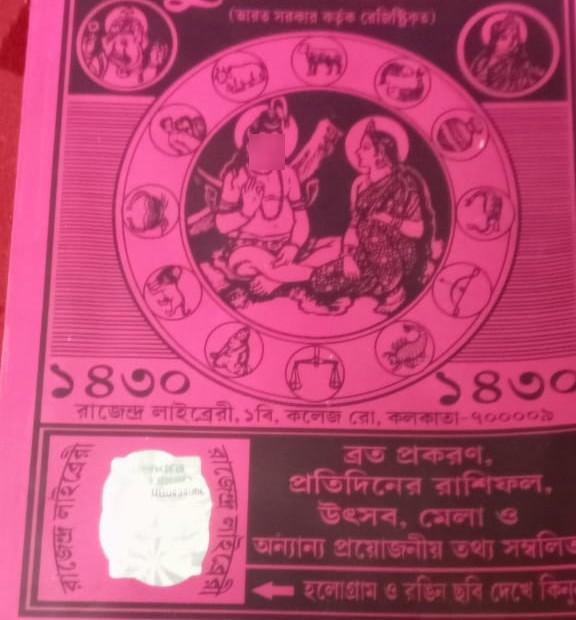 (ভারত সরকার কর্তৃক রেজিষ্ট্রিকৃত)
১৪৩০
১৪৩০
রাজেন্দ্র লাইব্রেরী, ১বি, কলেজ রো, কলকাতা-৭০০০০৯
রাজেন্দ্র লাইব্রেরী
রাজেন্দ্র লাইব্রেরী
ব্রত প্রকরণ,
প্রতিদিনের রাশিফল,
উৎসব, মেলা ও
অন্যান্য প্রয়োজনীয় তথ্য সম্বলিত
হলোগ্রাম ও রঙিন ছবি দেখে